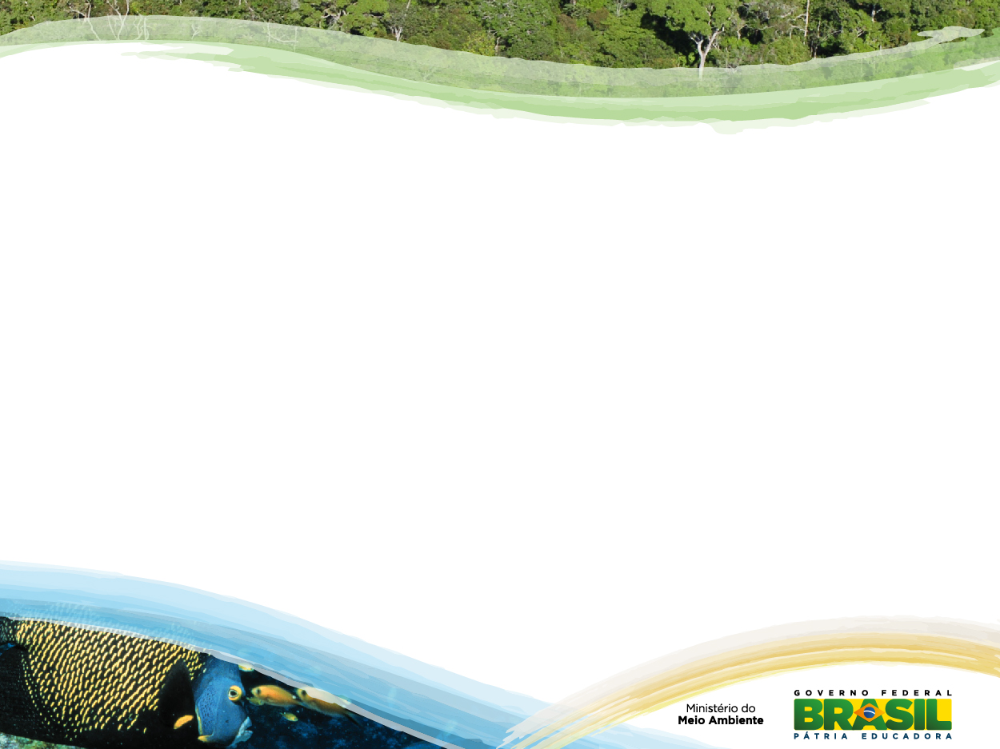 Ministério do
Meio Ambiente
GOVERNO FEDERAL
BRASIL
PÁTRIA EDUCADORA